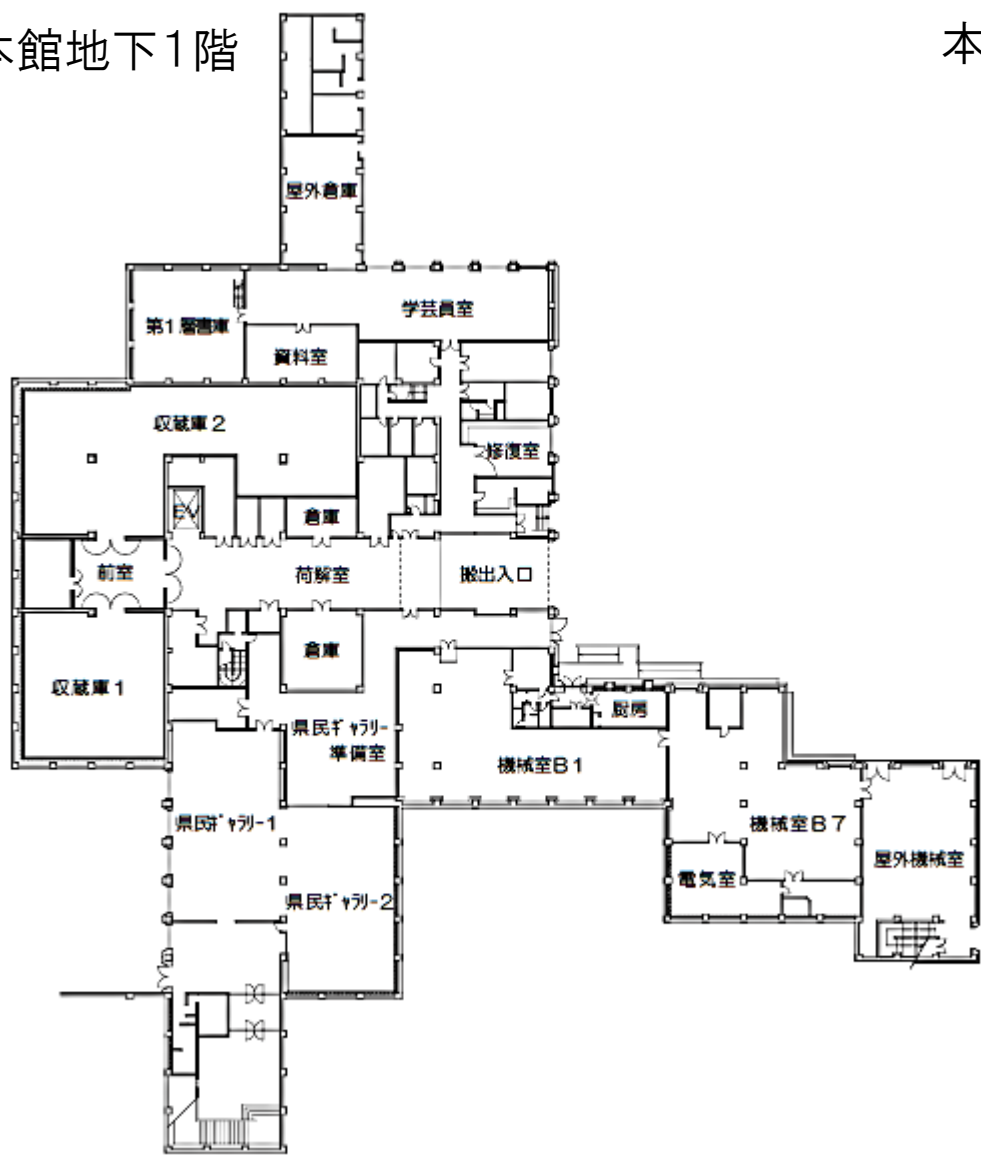 本館地下1階
本
屋外倉庫
学芸員室
第1層書庫
資料室
収蔵庫2
修復室
EV
倉庫
前室
荷解室
搬出入口
倉庫
収蔵庫1
厨房
県民ギャラリー
準備室
機械室B1
県民ギャラリー1
機械室B7
屋外機械室
電気室
県民ギャラリー2